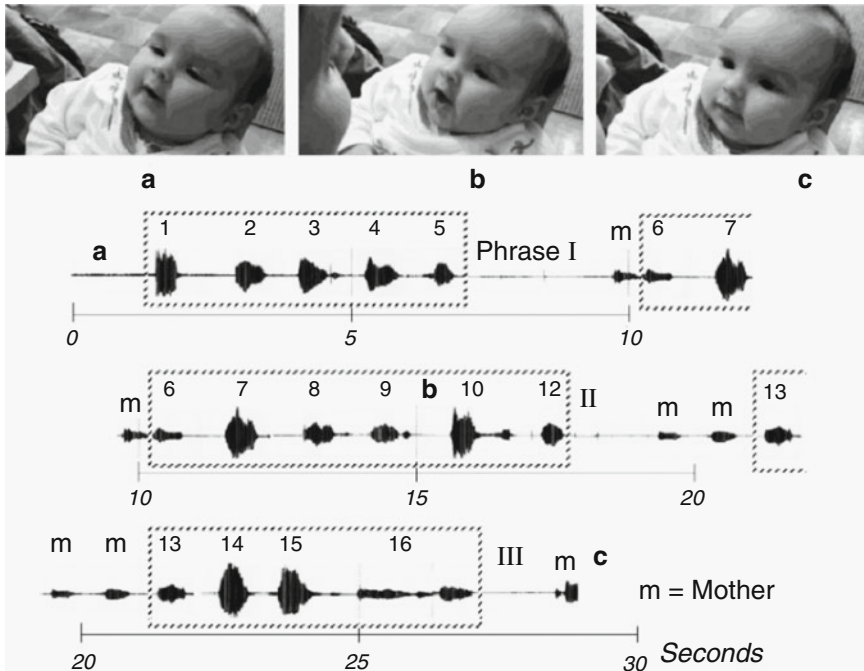 a b c
1 2 3 4 5 m 6 7
a Phrase I
0 5 10
m 6 7 8 9 b 10 12 II m m 13
10 15 20
m m 13 14 15 16 III m c
m = Mother
20 25 30 Seconds